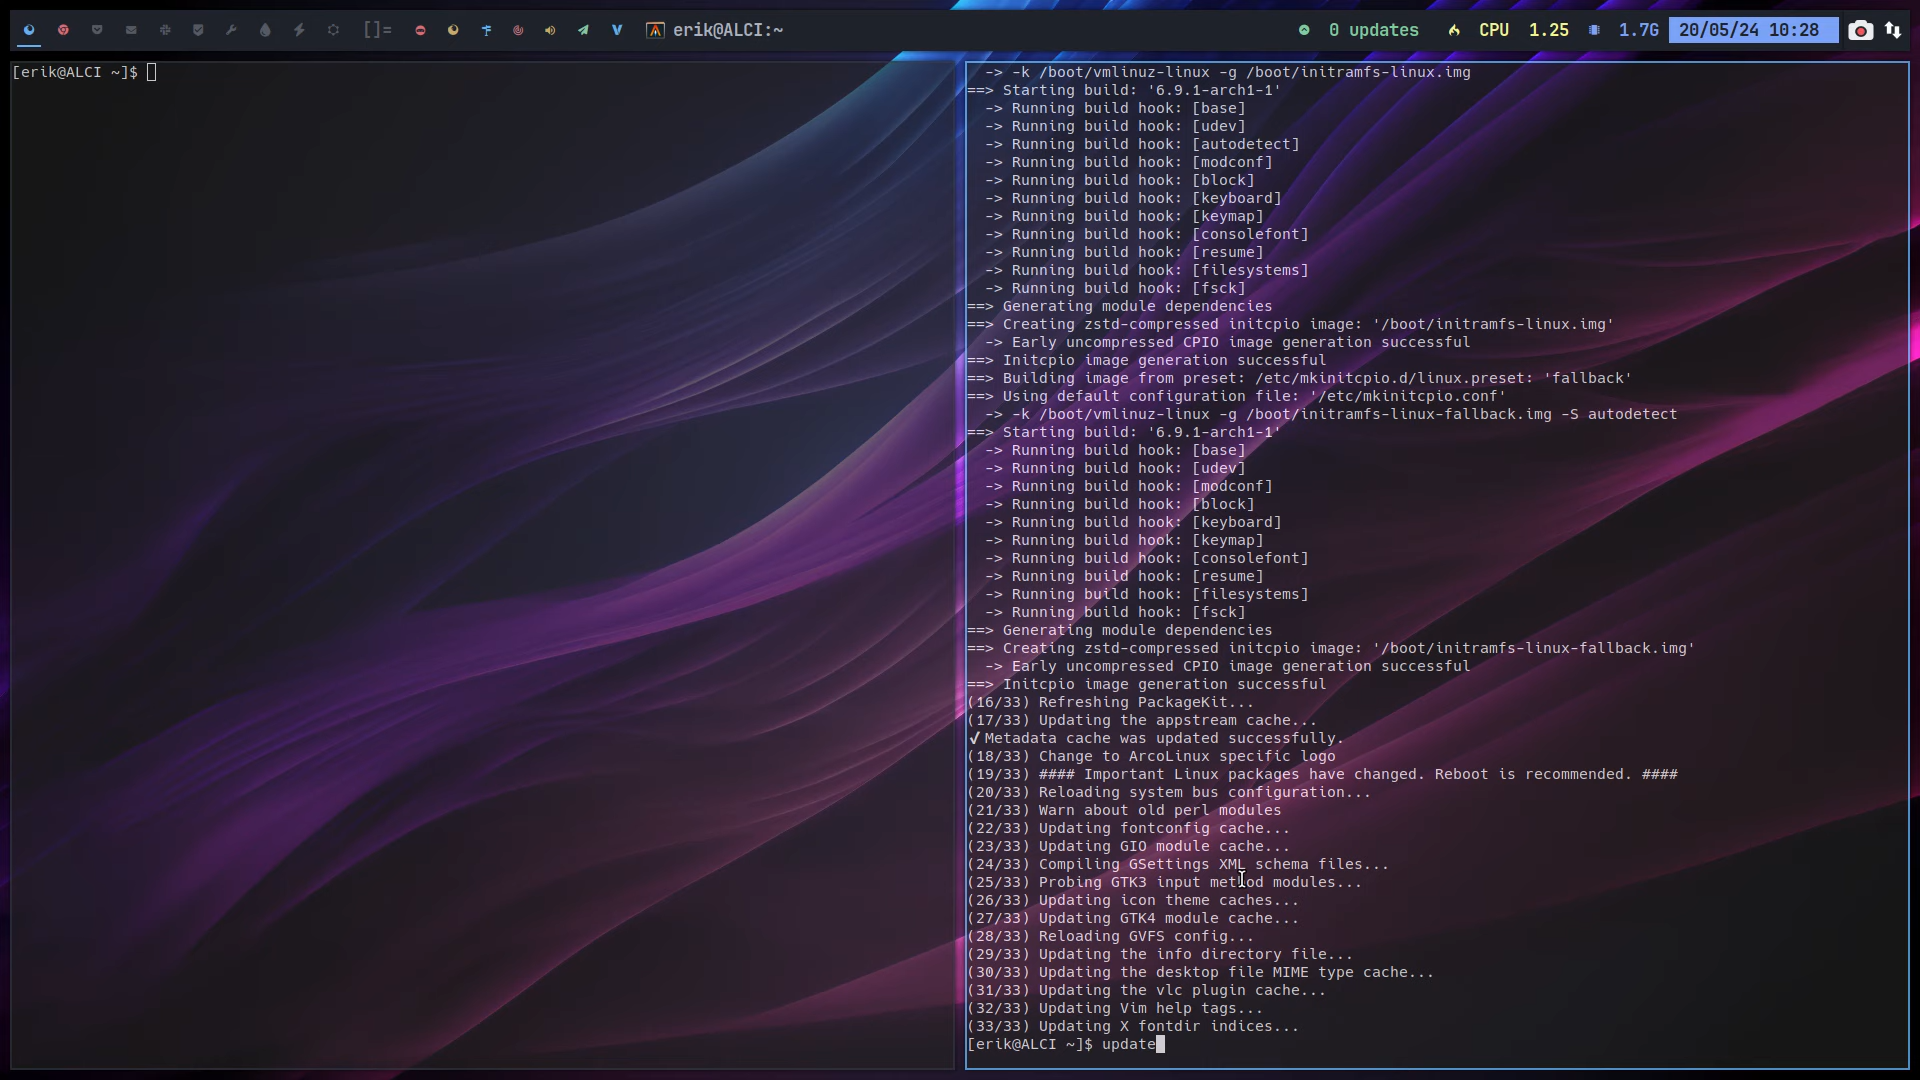 []= erik@ALCI:~ 0 updates CPU 1.25 1.7G 20/05/24 10:28
[erik@ALCI ~]$
  -> -k /boot/vmlinuz-linux -g /boot/initramfs-linux.img
==> Starting build: '6.9.1-arch1-1'
  -> Running build hook: [base]
  -> Running build hook: [udev]
  -> Running build hook: [autodetect]
  -> Running build hook: [modconf]
  -> Running build hook: [block]
  -> Running build hook: [keyboard]
  -> Running build hook: [keymap]
  -> Running build hook: [consolefont]
  -> Running build hook: [resume]
  -> Running build hook: [filesystems]
  -> Running build hook: [fsck]
==> Generating module dependencies
==> Creating zstd-compressed initcpio image: '/boot/initramfs-linux.img'
  -> Early uncompressed CPIO image generation successful
==> Initcpio image generation successful
==> Building image from preset: /etc/mkinitcpio.d/linux.preset: 'fallback'
==> Using default configuration file: '/etc/mkinitcpio.conf'
  -> -k /boot/vmlinuz-linux -g /boot/initramfs-linux-fallback.img -S autodetect
==> Starting build: '6.9.1-arch1-1'
  -> Running build hook: [base]
  -> Running build hook: [udev]
  -> Running build hook: [modconf]
  -> Running build hook: [block]
  -> Running build hook: [keyboard]
  -> Running build hook: [keymap]
  -> Running build hook: [consolefont]
  -> Running build hook: [resume]
  -> Running build hook: [filesystems]
  -> Running build hook: [fsck]
==> Generating module dependencies
==> Creating zstd-compressed initcpio image: '/boot/initramfs-linux-fallback.img'
  -> Early uncompressed CPIO image generation successful
==> Initcpio image generation successful
(16/33) Refreshing PackageKit...
(17/33) Updating the appstream cache...
✔ Metadata cache was updated successfully.
(18/33) Change to ArcoLinux specific logo
(19/33) #### Important Linux packages have changed. Reboot is recommended. ####
(20/33) Reloading system bus configuration...
(21/33) Warn about old perl modules
(22/33) Updating fontconfig cache...
(23/33) Updating GIO module cache...
(24/33) Compiling GSettings XML schema files...
(25/33) Probing GTK3 input method modules...
(26/33) Updating icon theme caches...
(27/33) Updating GTK4 module cache...
(28/33) Reloading GVFS config...
(29/33) Updating the info directory file...
(30/33) Updating the desktop file MIME type cache...
(31/33) Updating the vlc plugin cache...
(32/33) Updating Vim help tags...
(33/33) Updating X fontdir indices...
[erik@ALCI ~]$ update